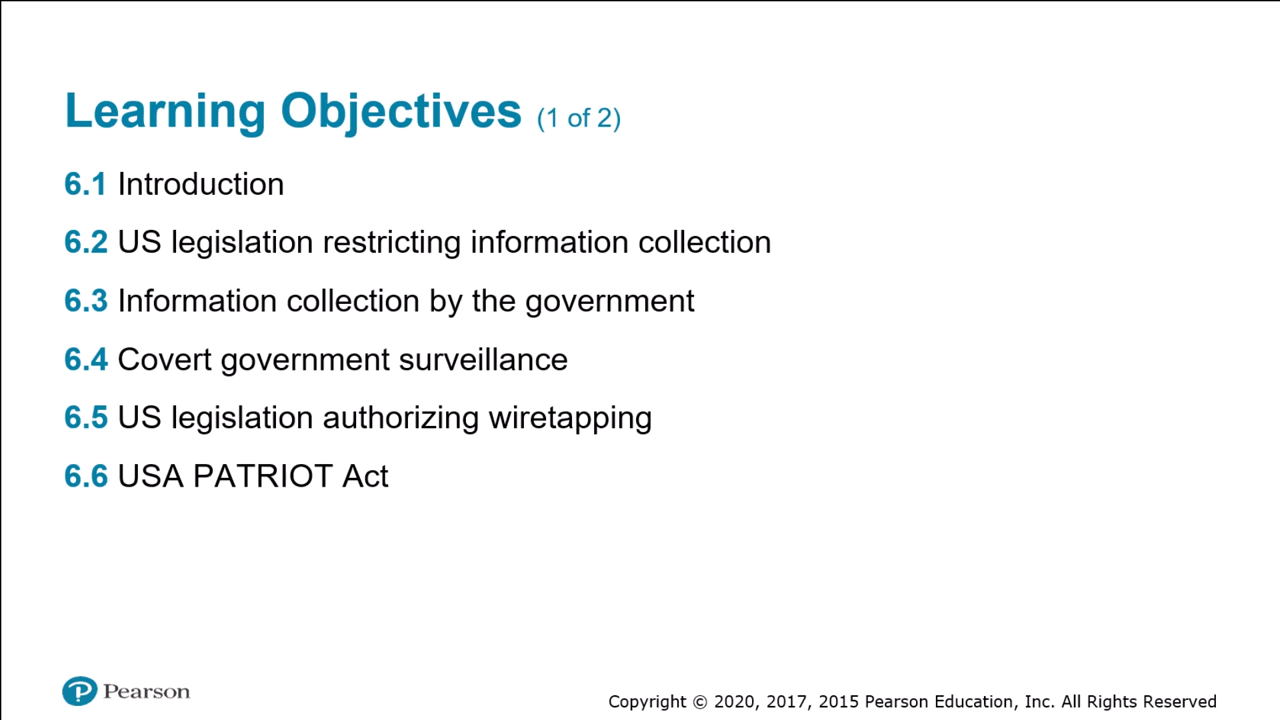 Learning Objectives (1 of 2)
6.1 Introduction
6.2 US legislation restricting information collection
6.3 Information collection by the government
6.4 Covert government surveillance
6.5 US legislation authorizing wiretapping
6.6 USA PATRIOT Act
Pearson
Copyright © 2020, 2017, 2015 Pearson Education, Inc. All Rights Reserved